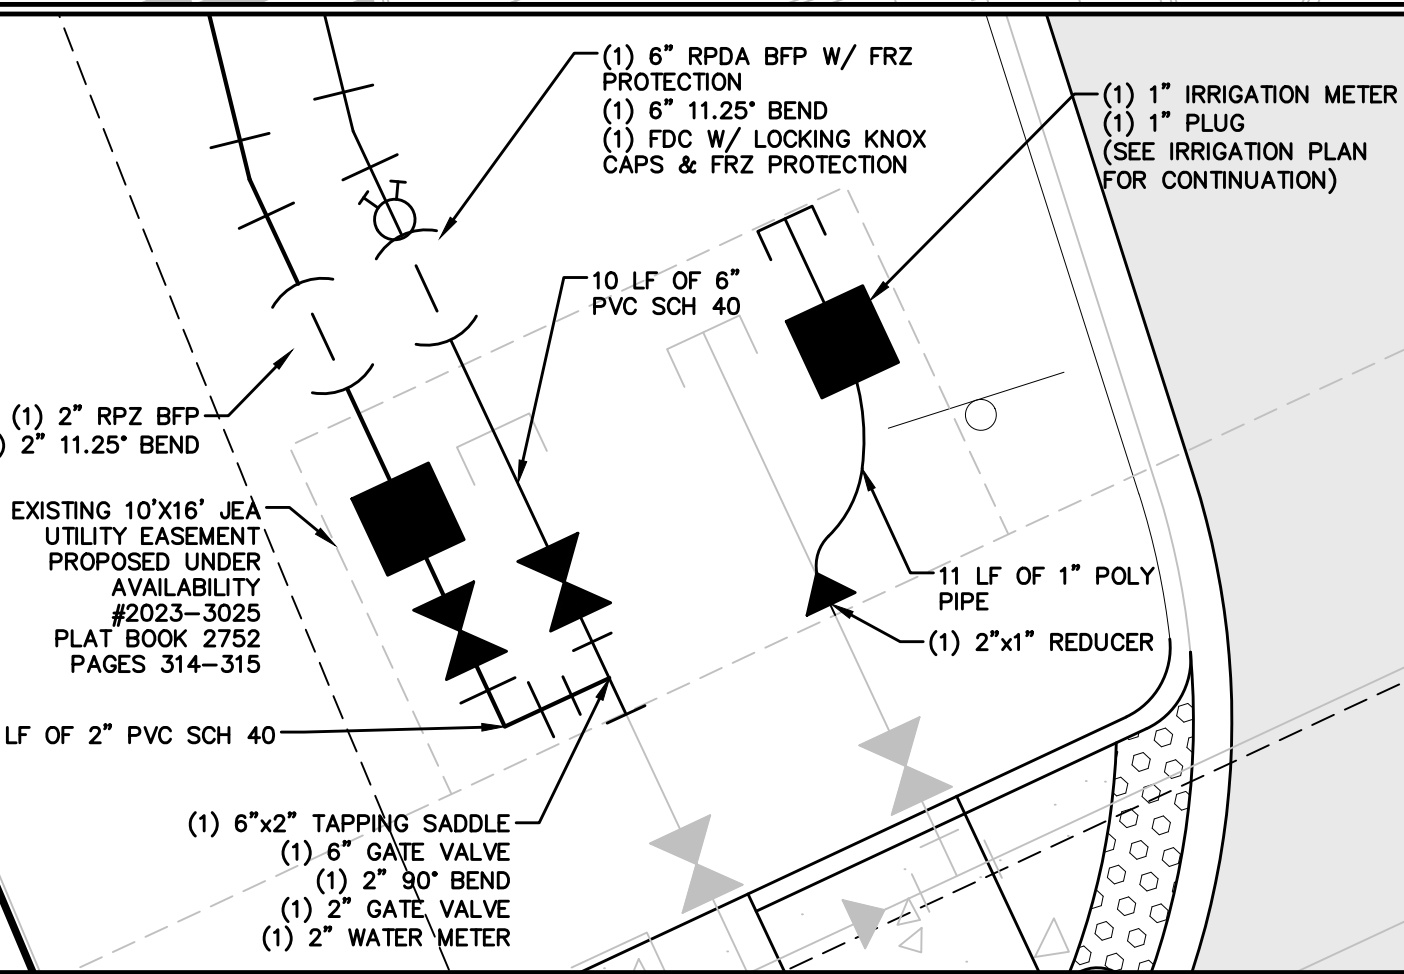 (1) 6" RPDA BFP W/ FRZ
PROTECTION
(1) 6" 11.25° BEND
(1) FDC W/ LOCKING KNOX
CAPS & FRZ PROTECTION
(1) 1" IRRIGATION METER
(1) 1" PLUG
(SEE IRRIGATION PLAN
FOR CONTINUATION)
10 LF OF 6"
PVC SCH 40
(1) 2" RPZ BFP
) 2" 11.25° BEND
EXISTING 10'X16' JEA
UTILITY EASEMENT
PROPOSED UNDER
AVAILABILITY
#2023-3025
PLAT BOOK 2752
PAGES 314-315
11 LF OF 1" POLY
PIPE
(1) 2"x1" REDUCER
LF OF 2" PVC SCH 40
(1) 6"x2" TAPPING SADDLE
(1) 6" GATE VALVE
(1) 2" 90° BEND
(1) 2" GATE VALVE
(1) 2" WATER METER